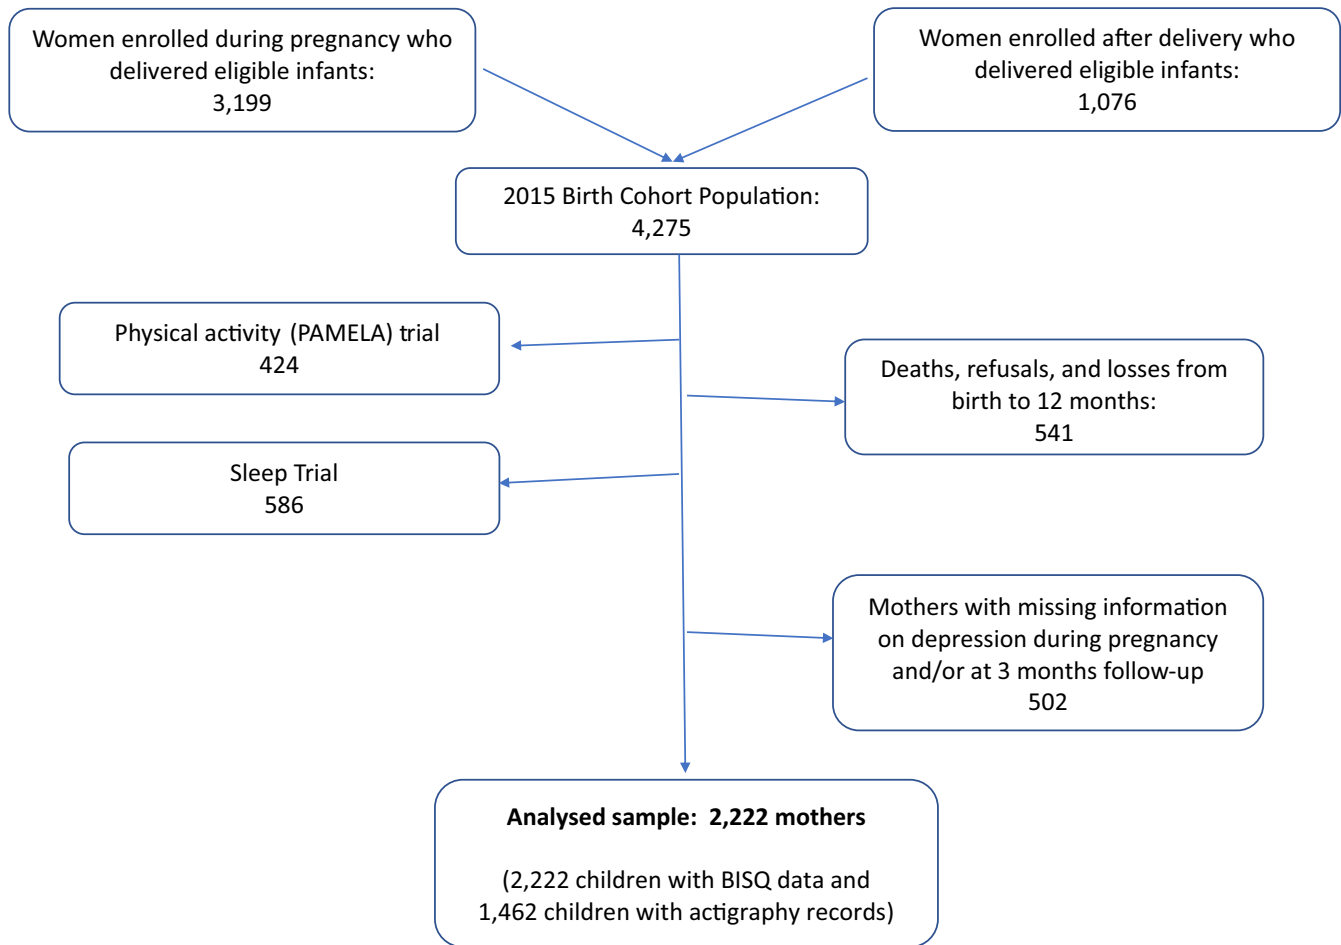 Women enrolled during pregnancy who
delivered eligible infants:
3,199
Women enrolled after delivery who
delivered eligible infants:
1,076
2015 Birth Cohort Population:
4,275
Physical activity (PAMELA) trial
424
Deaths, refusals, and losses from
birth to 12 months:
541
Sleep Trial
586
Mothers with missing information
on depression during pregnancy
and/or at 3 months follow-up
502
Analysed sample: 2,222 mothers
(2,222 children with BISQ data and
1,462 children with actigraphy records)